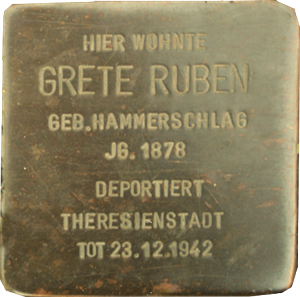 HIER WOHNTE
GRETE RUBEN
GEB. HAMMERSCHLAG
JG. 1878
DEPORTIERT
THERESIENSTADT
TOT 23.12.1942